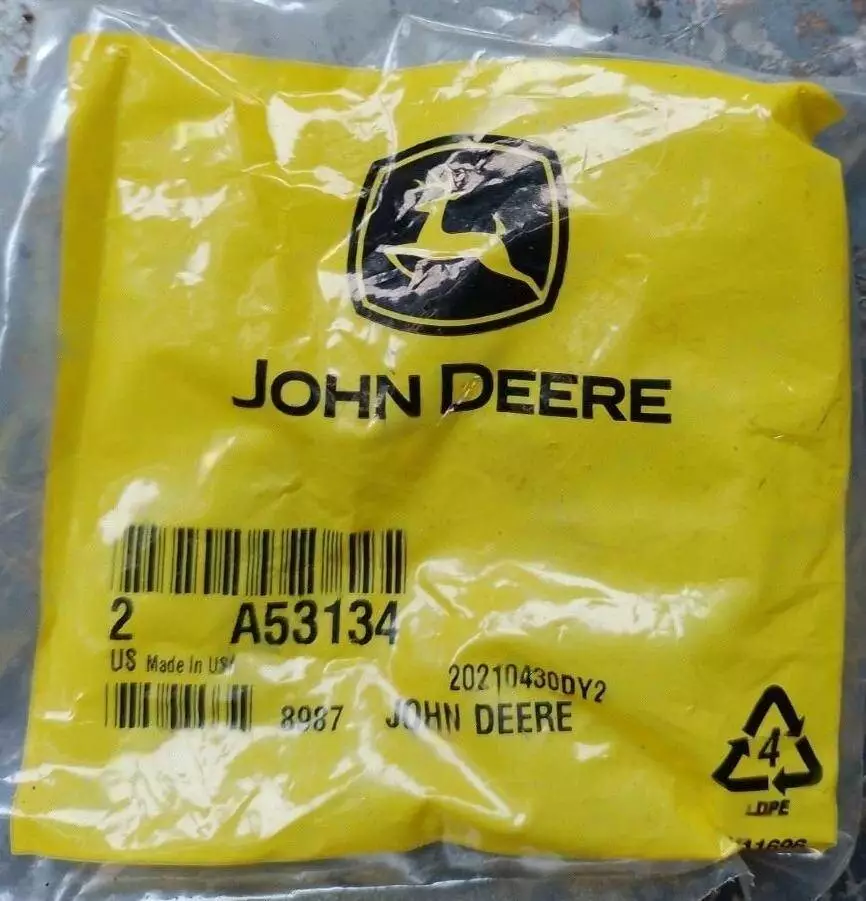 JOHN DEERE
2 A53134
US Made in USA
20210430DY2
8987 JOHN DEERE
4
LDPE